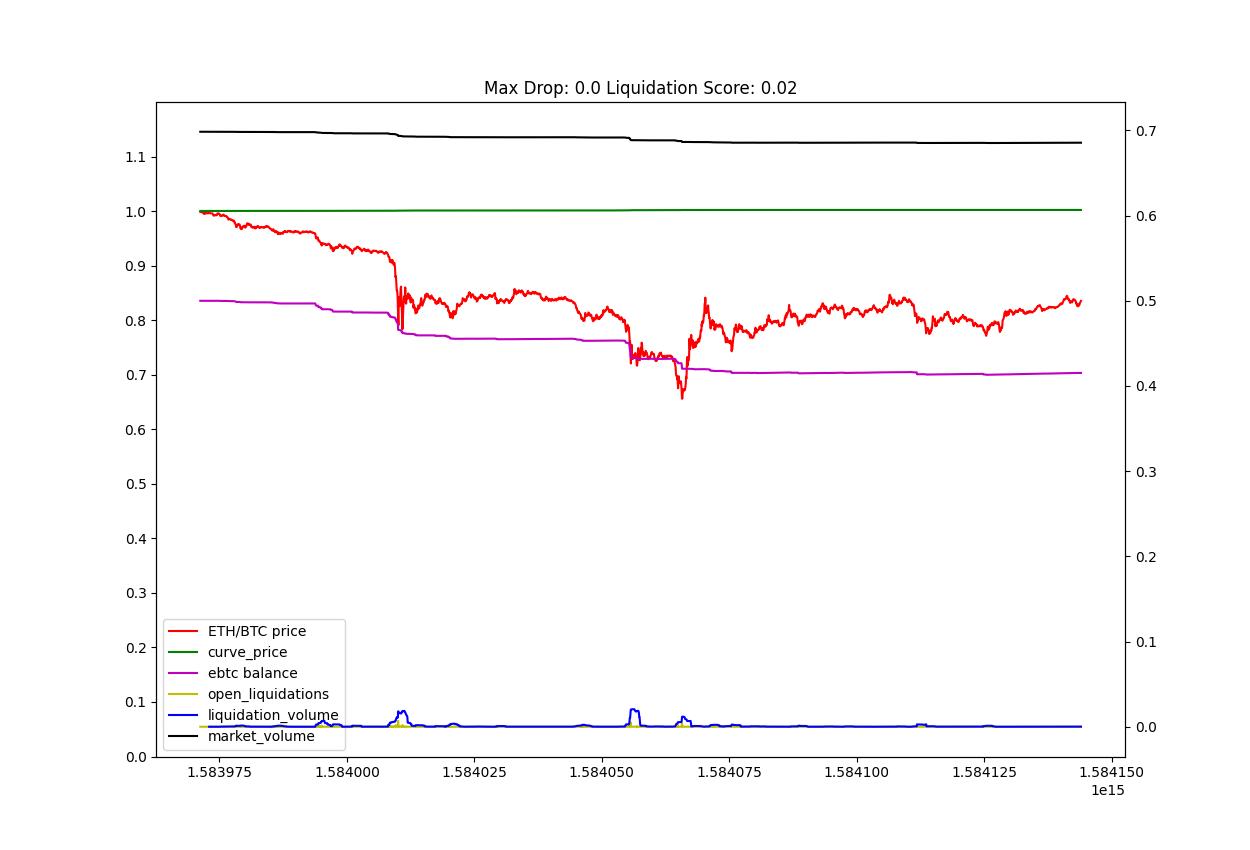 Max Drop: 0.0 Liquidation Score: 0.02
1.1
1.0
0.9
0.8
0.7
0.6
0.5
0.4
0.3
0.2
0.1
0.0
0.7
0.6
0.5
0.4
0.3
0.2
0.1
0.0
ETH/BTC price
curve_price
ebtc balance
open_liquidations
liquidation_volume
market_volume
1.583975 1.584000 1.584025 1.584050 1.584075 1.584100 1.584125 1.584150
1e15